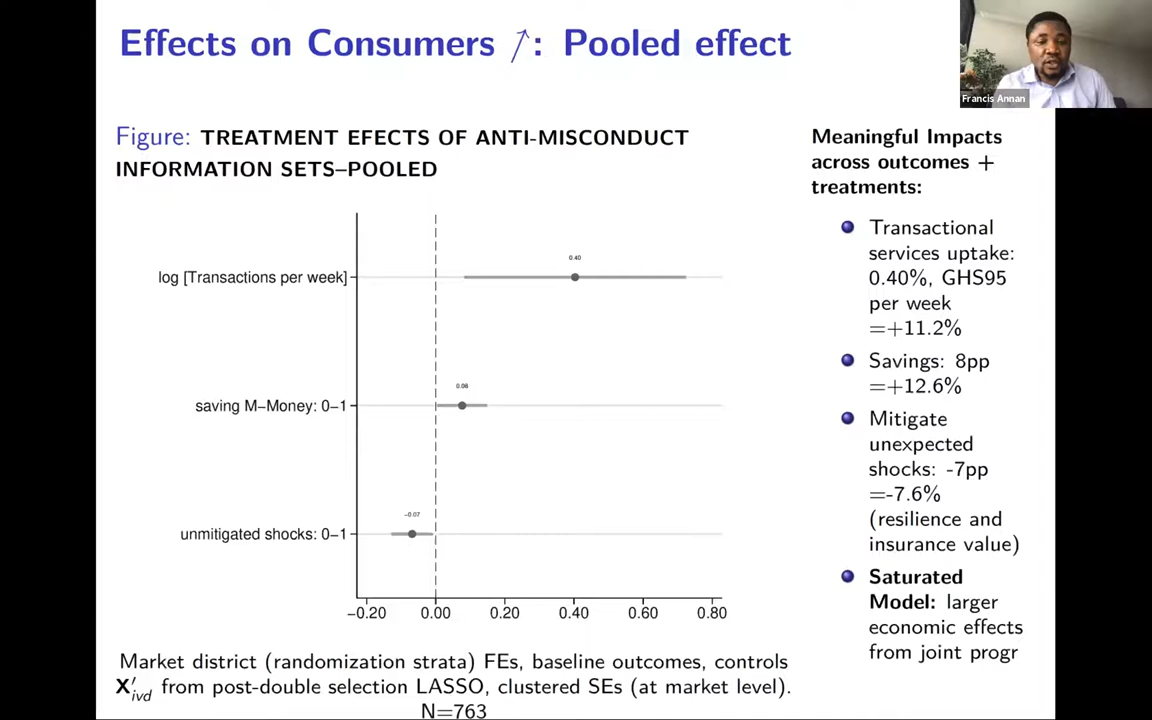 Effects on Consumers ↗: Pooled effect
Francis Annan
Figure: TREATMENT EFECTS OF ANTI-MISCONDUCT
INFORMATION SETS–POOLED
log [Transactions per week]
0.40
saving M−Money: 0−1
0.08
unmitigated shocks: 0−1
−0.07
−0.20 0.00 0.20 0.40 0.60 0.80
Market district (randomization strata) FEs, baseline outcomes, controls
X′ivd from post-double selection LASSO, clustered SEs (at market level).
N=763
Meaningful Impacts
across outcomes +
treatments:
Transactional
services uptake:
0.40%, GHS95
per week
=+11.2%
Savings: 8pp
=+12.6%
Mitigate
unexpected
shocks: -7pp
=-7.6%
(resilience and
insurance value)
Saturated
Model: larger
economic effects
from joint progr